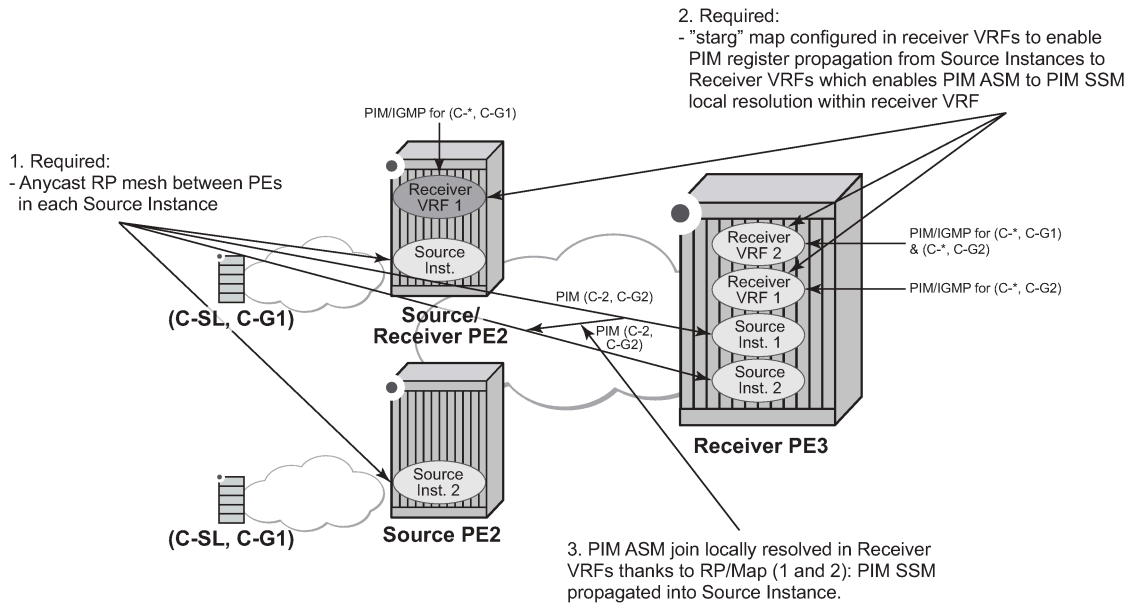 2. Required:
- ”starg” map configured in receiver VRFs to enable
PIM register propagation from Source Instances to
Receiver VRFs which enables PIM ASM to PIM SSM
local resolution within receiver VRF
PIM/IGMP for (C-*, C-G1)
1. Required:
- Anycast RP mesh between PEs
in each Source Instance
Receiver
VRF 1
Source
Inst.
(C-SL, C-G1)
Source/
Receiver PE2
Receiver
VRF 2
PIM/IGMP for (C-*, C-G1)
& (C-*, C-G2)
Receiver
VRF 1
PIM/IGMP for (C-*, C-G2)
PIM (C-2, C-G2)
PIM (C-2,
C-G2)
Source
Inst. 1
Source
Inst. 2
Receiver PE3
Source
Inst. 2
(C-SL, C-G1)
Source PE2
3. PIM ASM join locally resolved in Receiver
VRFs thanks to RP/Map (1 and 2): PIM SSM
propagated into Source Instance.